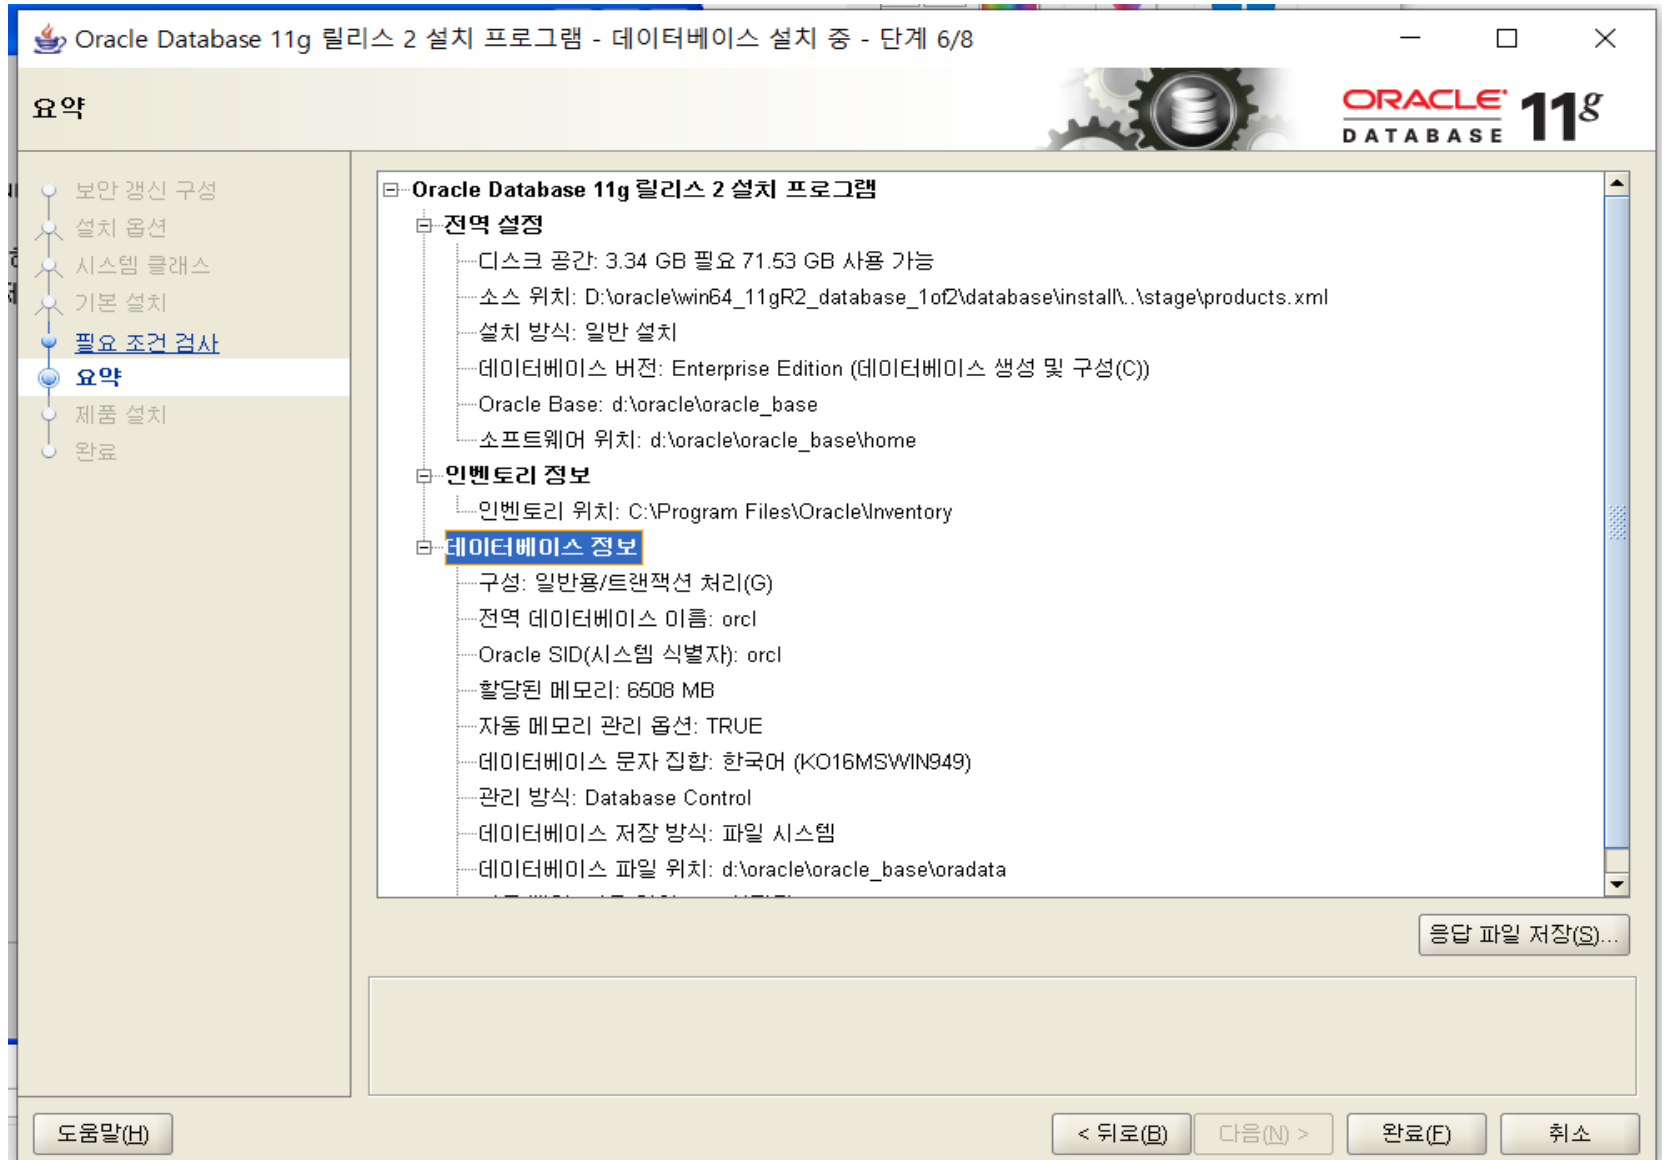 Oracle Database 11g 릴리스 2 설치 프로그램 - 데이터베이스 설치 중 - 단계 6/8
요약
ORACLE
DATABASE
11g
보안 갱신 구성
설치 옵션
시스템 클래스
기본 설치
필요 조건 검사
요약
제품 설치
완료
Oracle Database 11g 릴리스 2 설치 프로그램
전역 설정
디스크 공간: 3.34 GB 필요 71.53 GB 사용 가능
소스 위치: D:\oracle\win64_11gR2_database_1of2\database\install\..\stage\products.xml
설치 방식: 일반 설치
데이터베이스 버전: Enterprise Edition (데이터베이스 생성 및 구성(C))
Oracle Base: d:\oracle\oracle_base
소프트웨어 위치: d:\oracle\oracle_base\home
인벤토리 정보
인벤토리 위치: C:\Program Files\Oracle\Inventory
데이터베이스 정보
구성: 일반용/트랜잭션 처리(G)
전역 데이터베이스 이름: orcl
Oracle SID(시스템 식별자): orcl
할당된 메모리: 6508 MB
자동 메모리 관리 옵션: TRUE
데이터베이스 문자 집합: 한국어 (KO16MSWIN949)
관리 방식: Database Control
데이터베이스 저장 방식: 파일 시스템
데이터베이스 파일 위치: d:\oracle\oracle_base\oradata
응답 파일 저장(S)...
도움말(H)
< 뒤로(B)
다음(N) >
완료(F)
취소